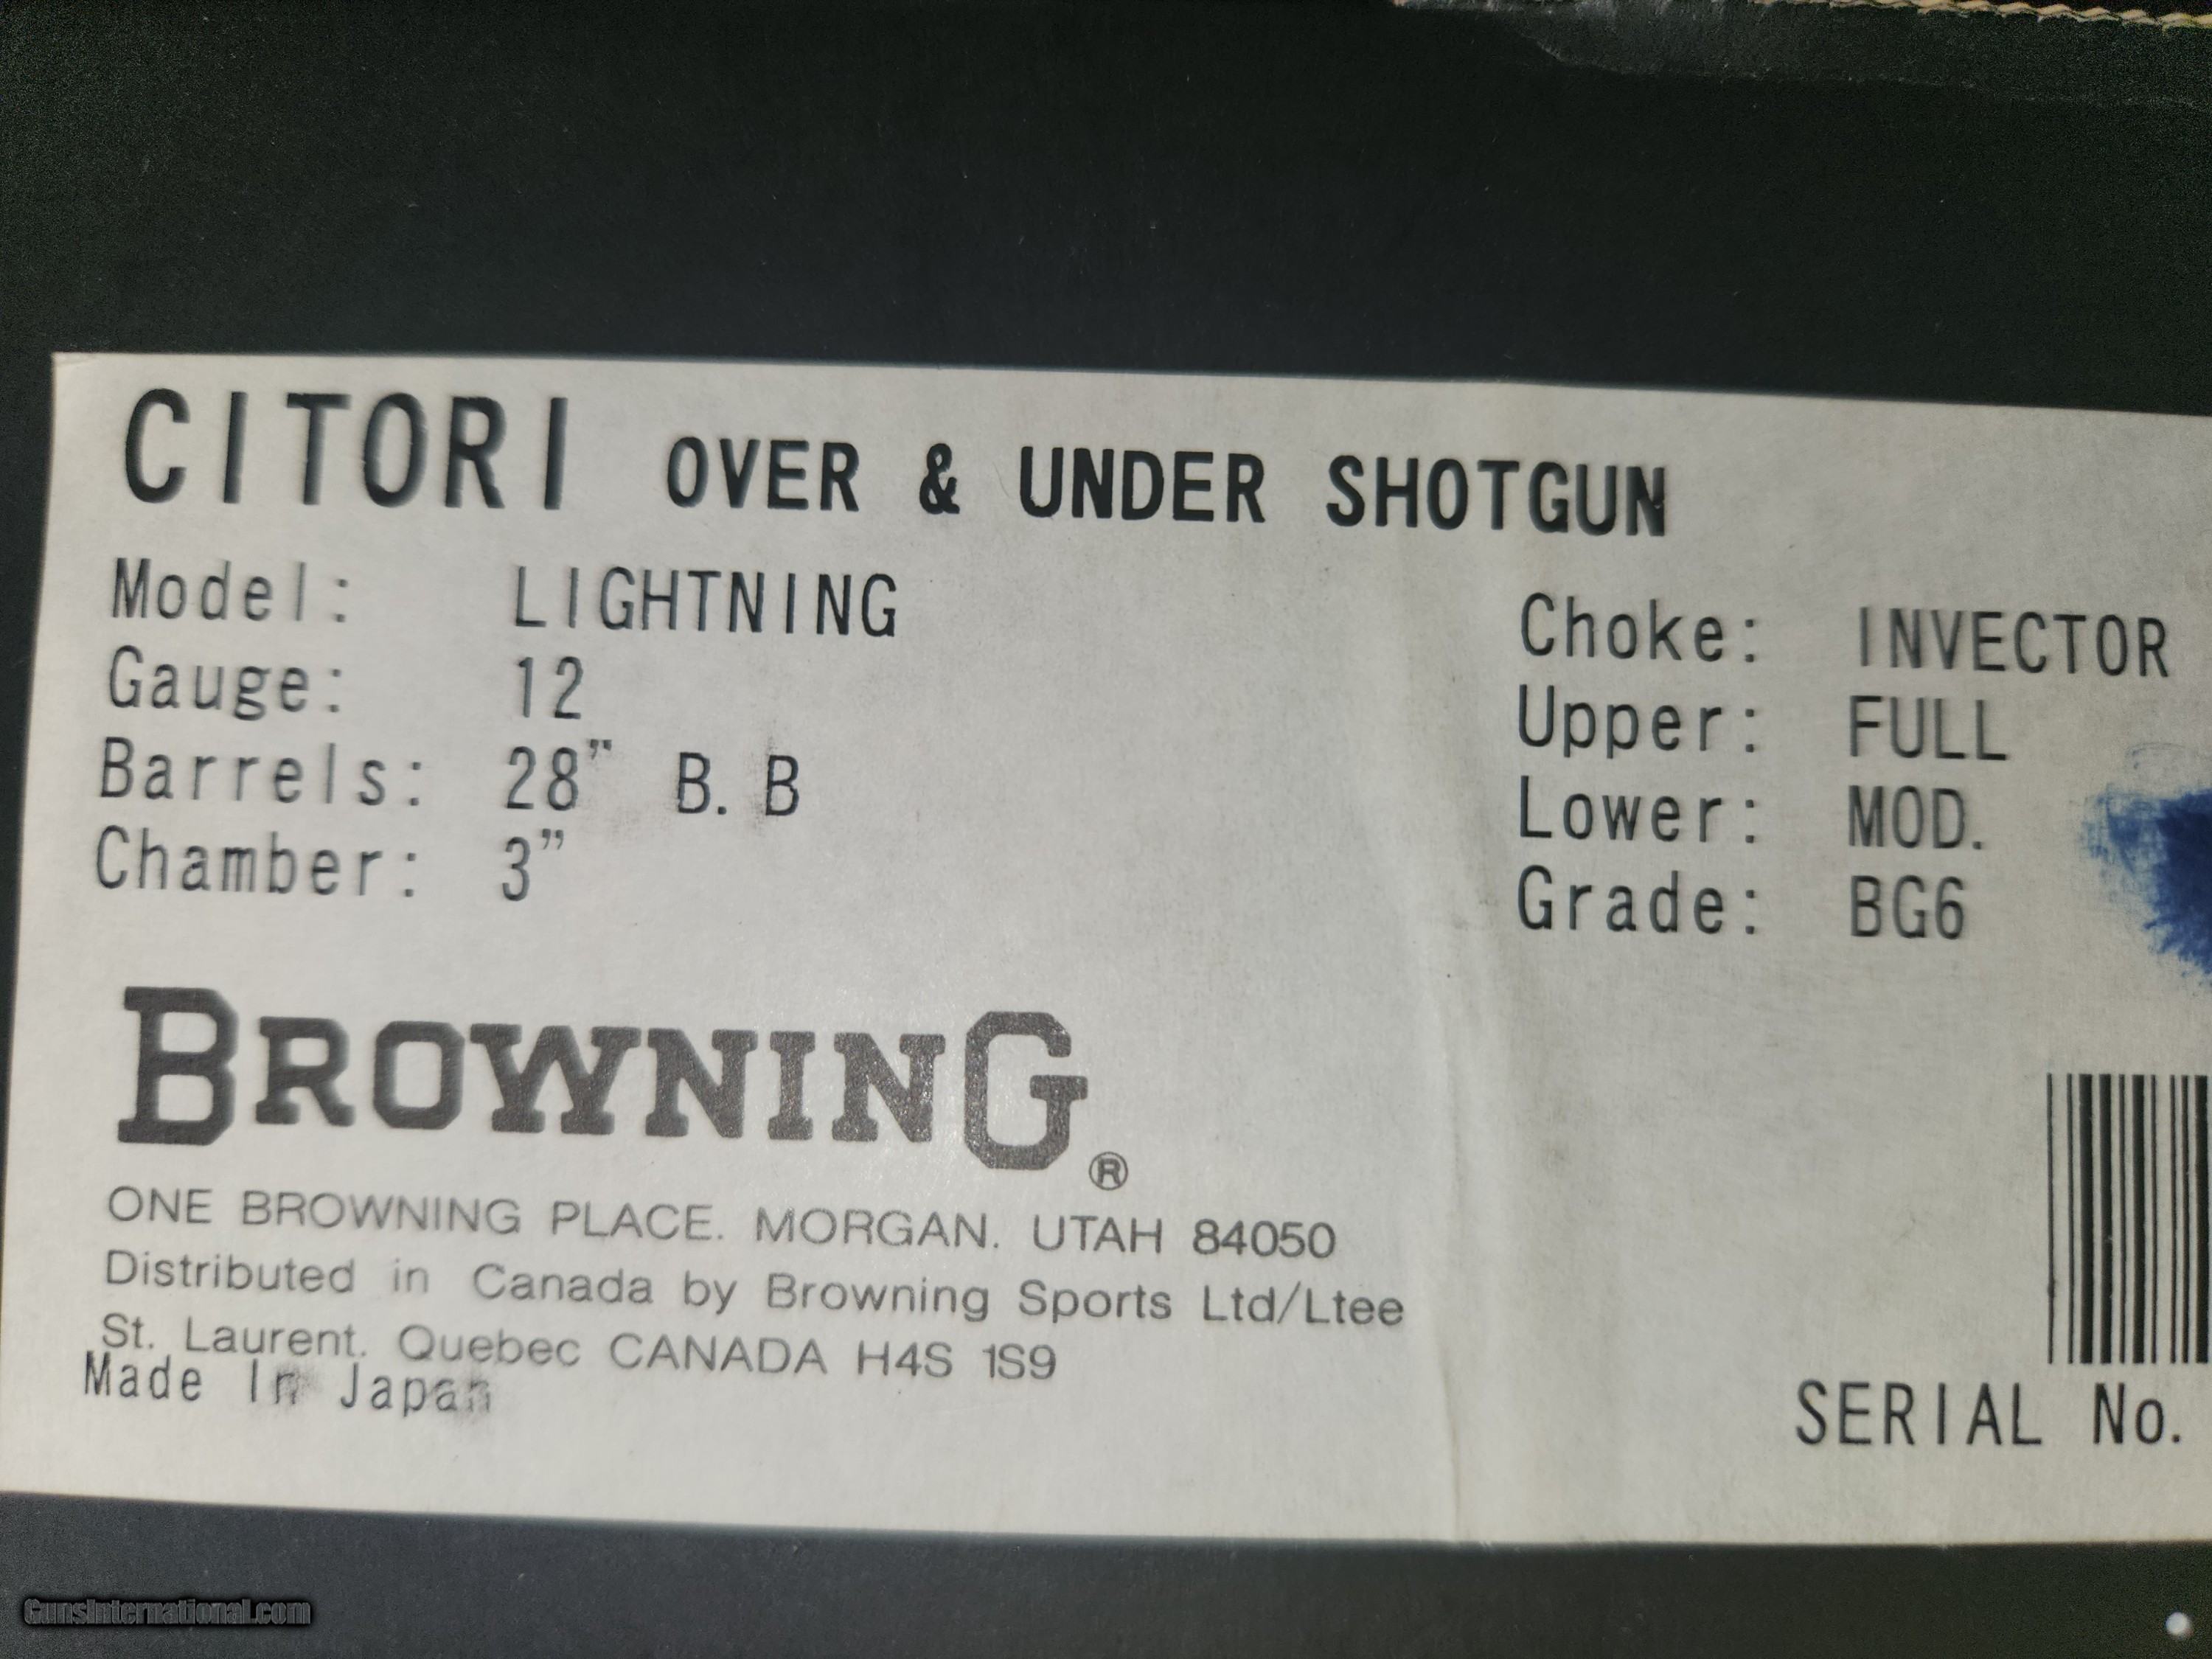 CITORI OVER & UNDER SHOTGUN
Model: LIGHTNING
Gauge: 12
Barrels: 28" B. B
Chamber: 3"
Choke: INVECTOR
Upper: FULL
Lower: MOD.
Grade: BG6
BROWNING®
ONE BROWNING PLACE. MORGAN. UTAH 84050
Distributed in Canada by Browning Sports Ltd/Ltee
St. Laurent. Quebec CANADA H4S 1S9
Made In Japan
SERIAL No.
GunsInternational.com